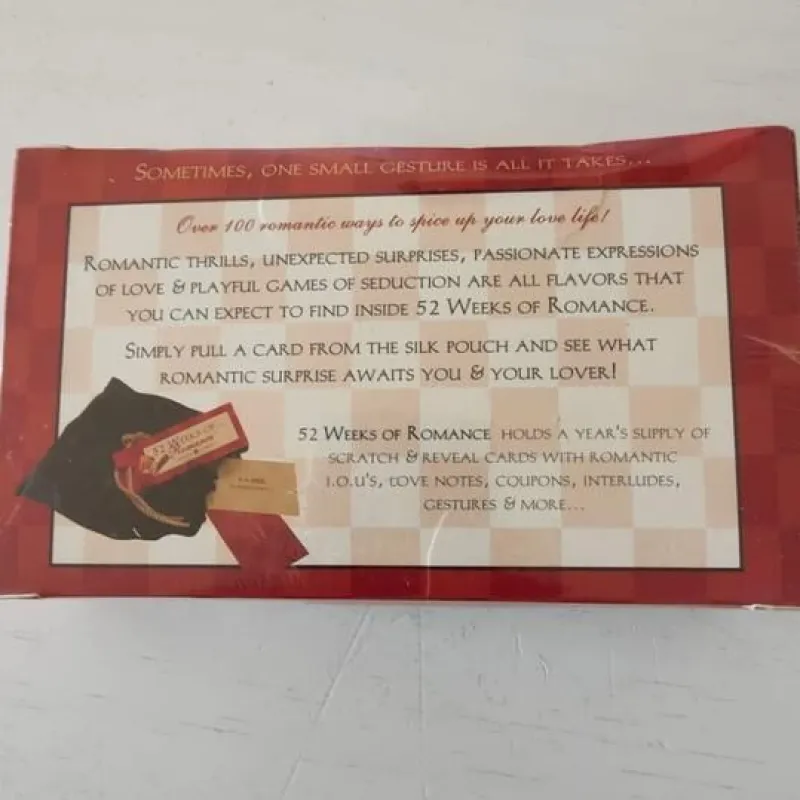 SOMETIMES, ONE SMALL GESTURE IS ALL IT TAKES...
Over 100 romantic ways to spice up your love life!
ROMANTIC THRILLS, UNEXPECTED SURPRISES, PASSIONATE EXPRESSIONS
OF LOVE & PLAYFUL GAMES OF SEDUCTION ARE ALL FLAVORS THAT
YOU CAN EXPECT TO FIND INSIDE 52 WEEKS OF ROMANCE.
SIMPLY PULL A CARD FROM THE SILK POUCH AND SEE WHAT
ROMANTIC SURPRISE AWAITS YOU & YOUR LOVER!
52 WEEKS OF
Romance
52 WEEKS OF ROMANCE HOLDS A YEAR'S SUPPLY OF
SCRATCH & REVEAL CARDS WITH ROMANTIC
I.O.U'S, LOVE NOTES, COUPONS, INTERLUDES,
GESTURES & MORE...